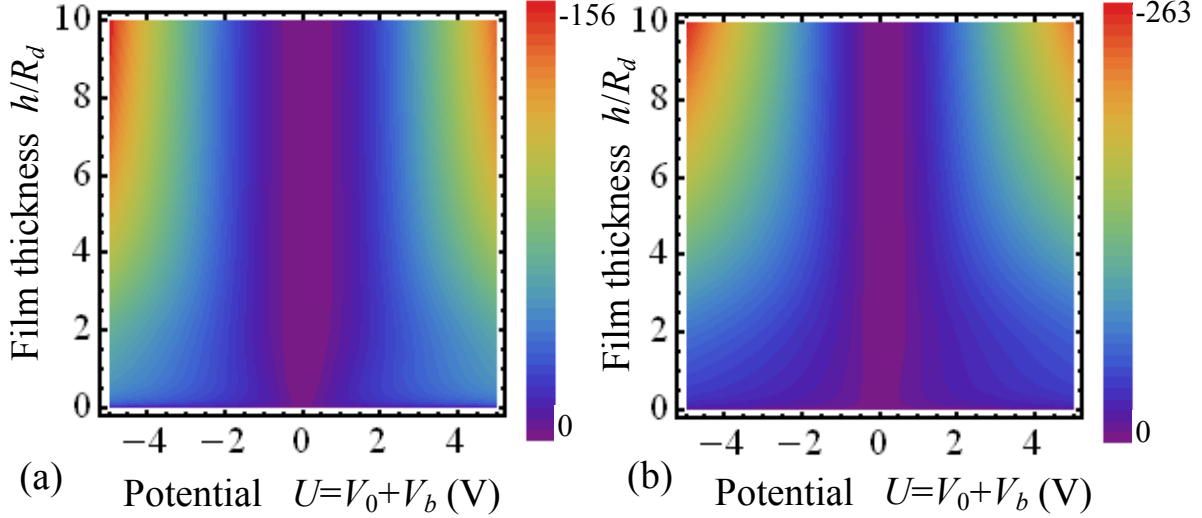 Film thickness h/R_d
10
8
6
4
2
0
−4 −2 0 2 4
-156
0
(a)
Potential U=V_0+V_b (V)
Film thickness h/R_d
10
8
6
4
2
0
−4 −2 0 2 4
-263
0
(b)
Potential U=V_0+V_b (V)